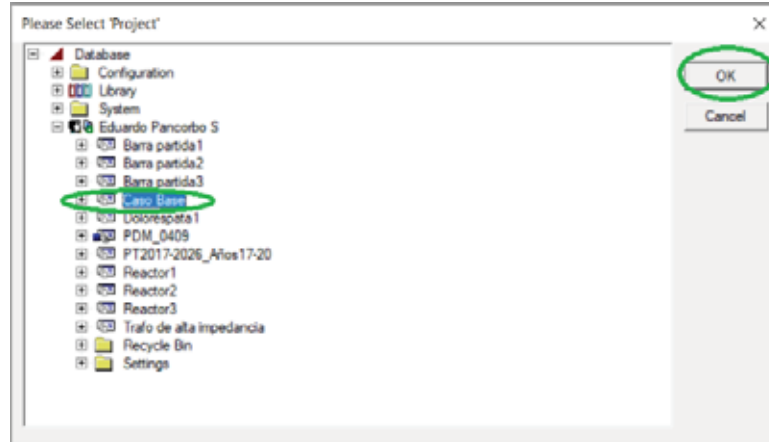 Please Select 'Project'
Database
Configuration
Library
System
Eduardo Pancorbo S
Barra partida1
Barra partida2
Barra partida3
Caso Base
Dolorespata1
PDM_0409
PT2017-2026_Años17-20
Reactor1
Reactor2
Reactor3
Trafo de alta impedancia
Recycle Bin
Settings
OK
Cancel